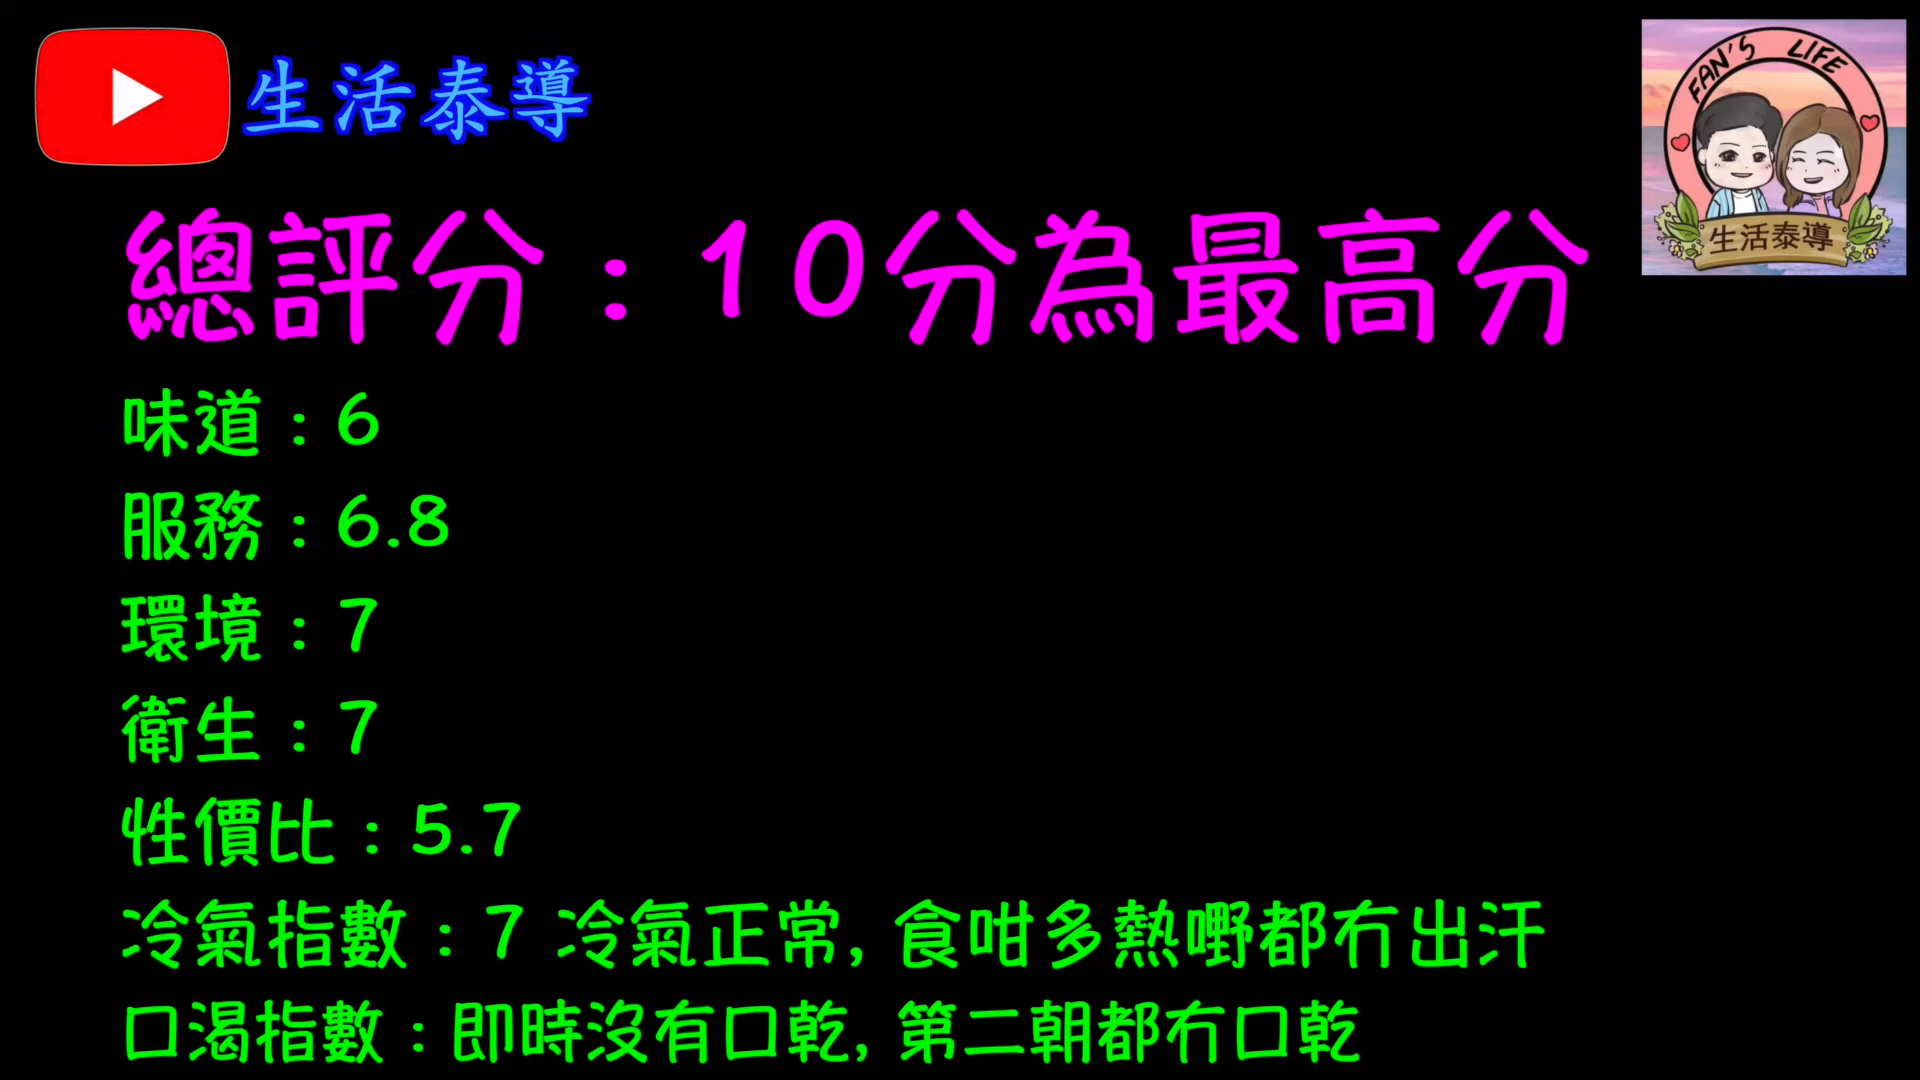 生活泰導
FAN'S LIFE
生活泰導
總評分：10分為最高分
味道：6
服務：6.8
環境：7
衛生：7
性價比：5.7
冷氣指數：7 冷氣正常, 食咁多熱嘢都冇出汗
口渴指數：即時沒有口乾, 第二朝都冇口乾